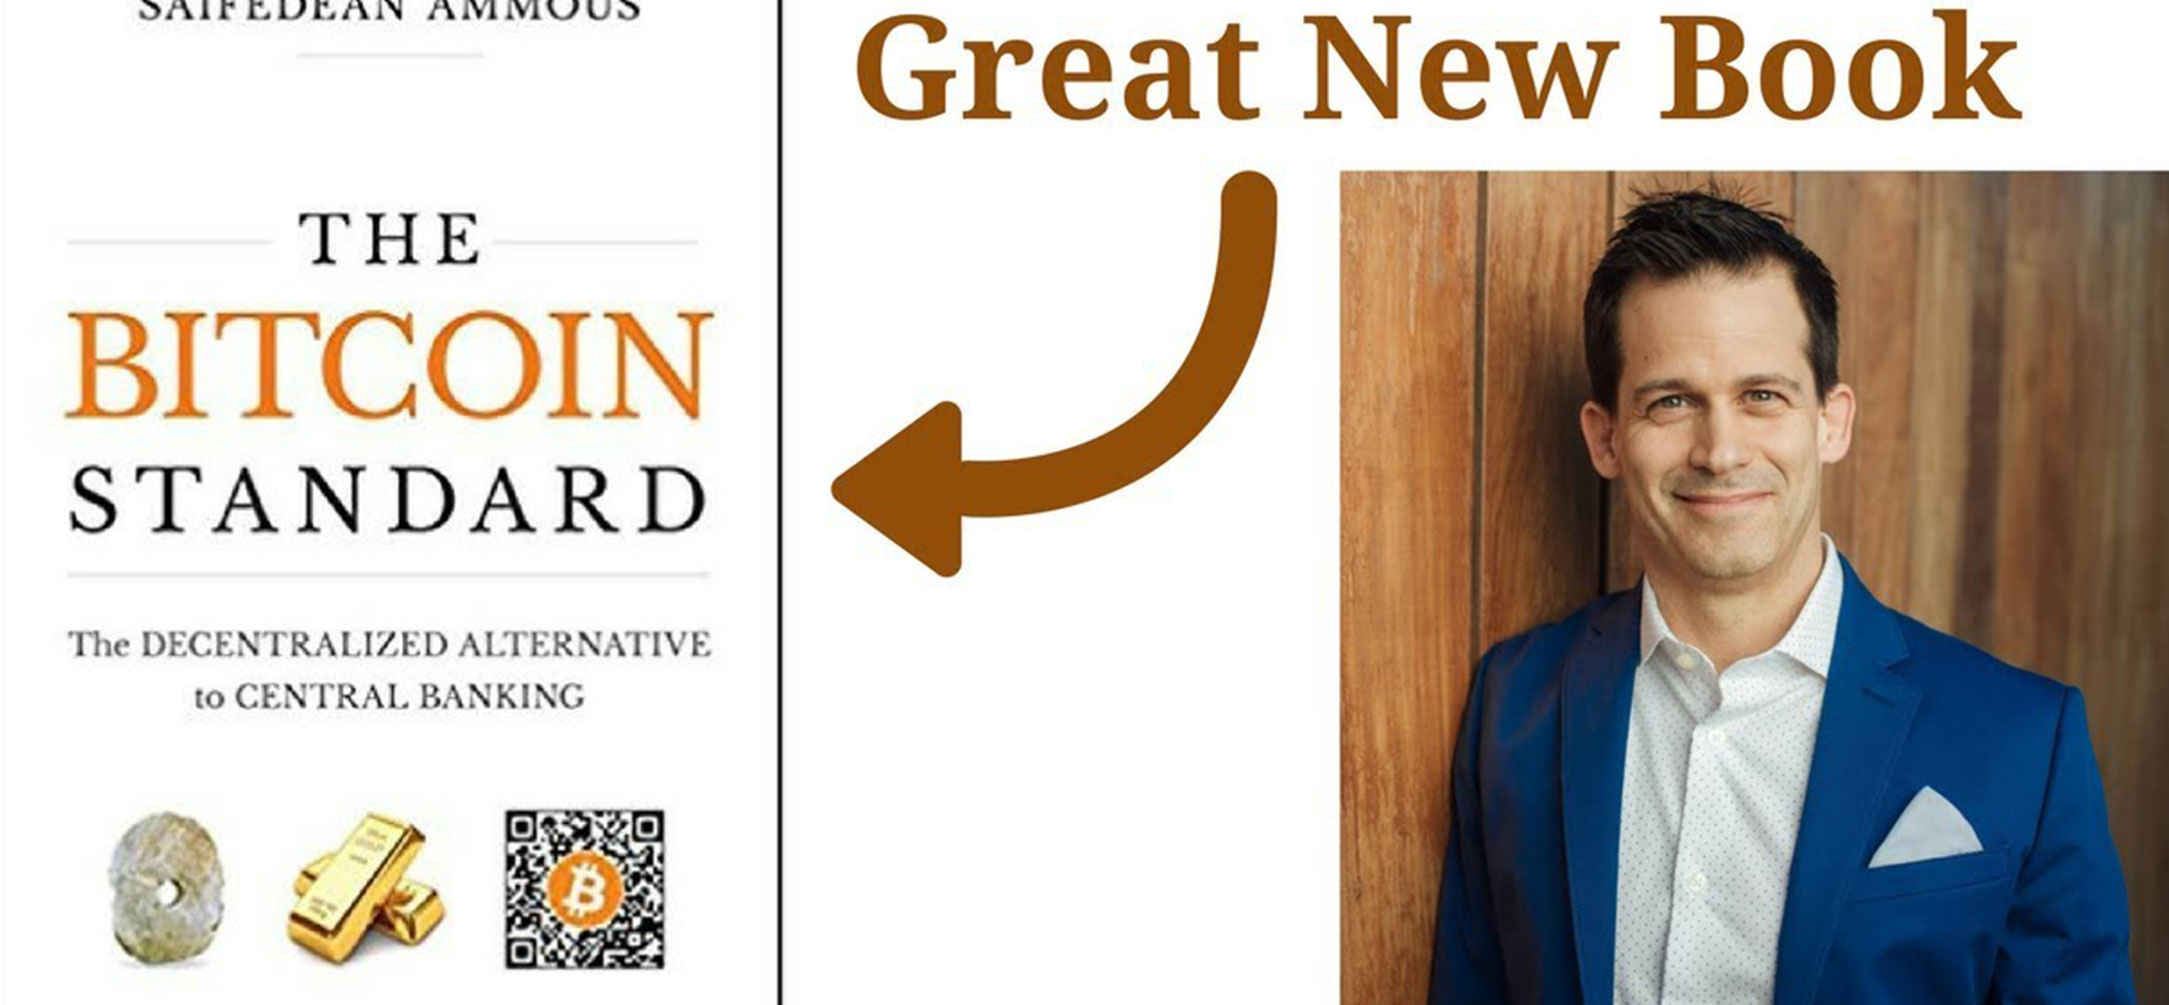 SAIFEDEAN AMMOUS
THE
BITCOIN
STANDARD
The DECENTRALIZED ALTERNATIVE
to CENTRAL BANKING
Great New Book